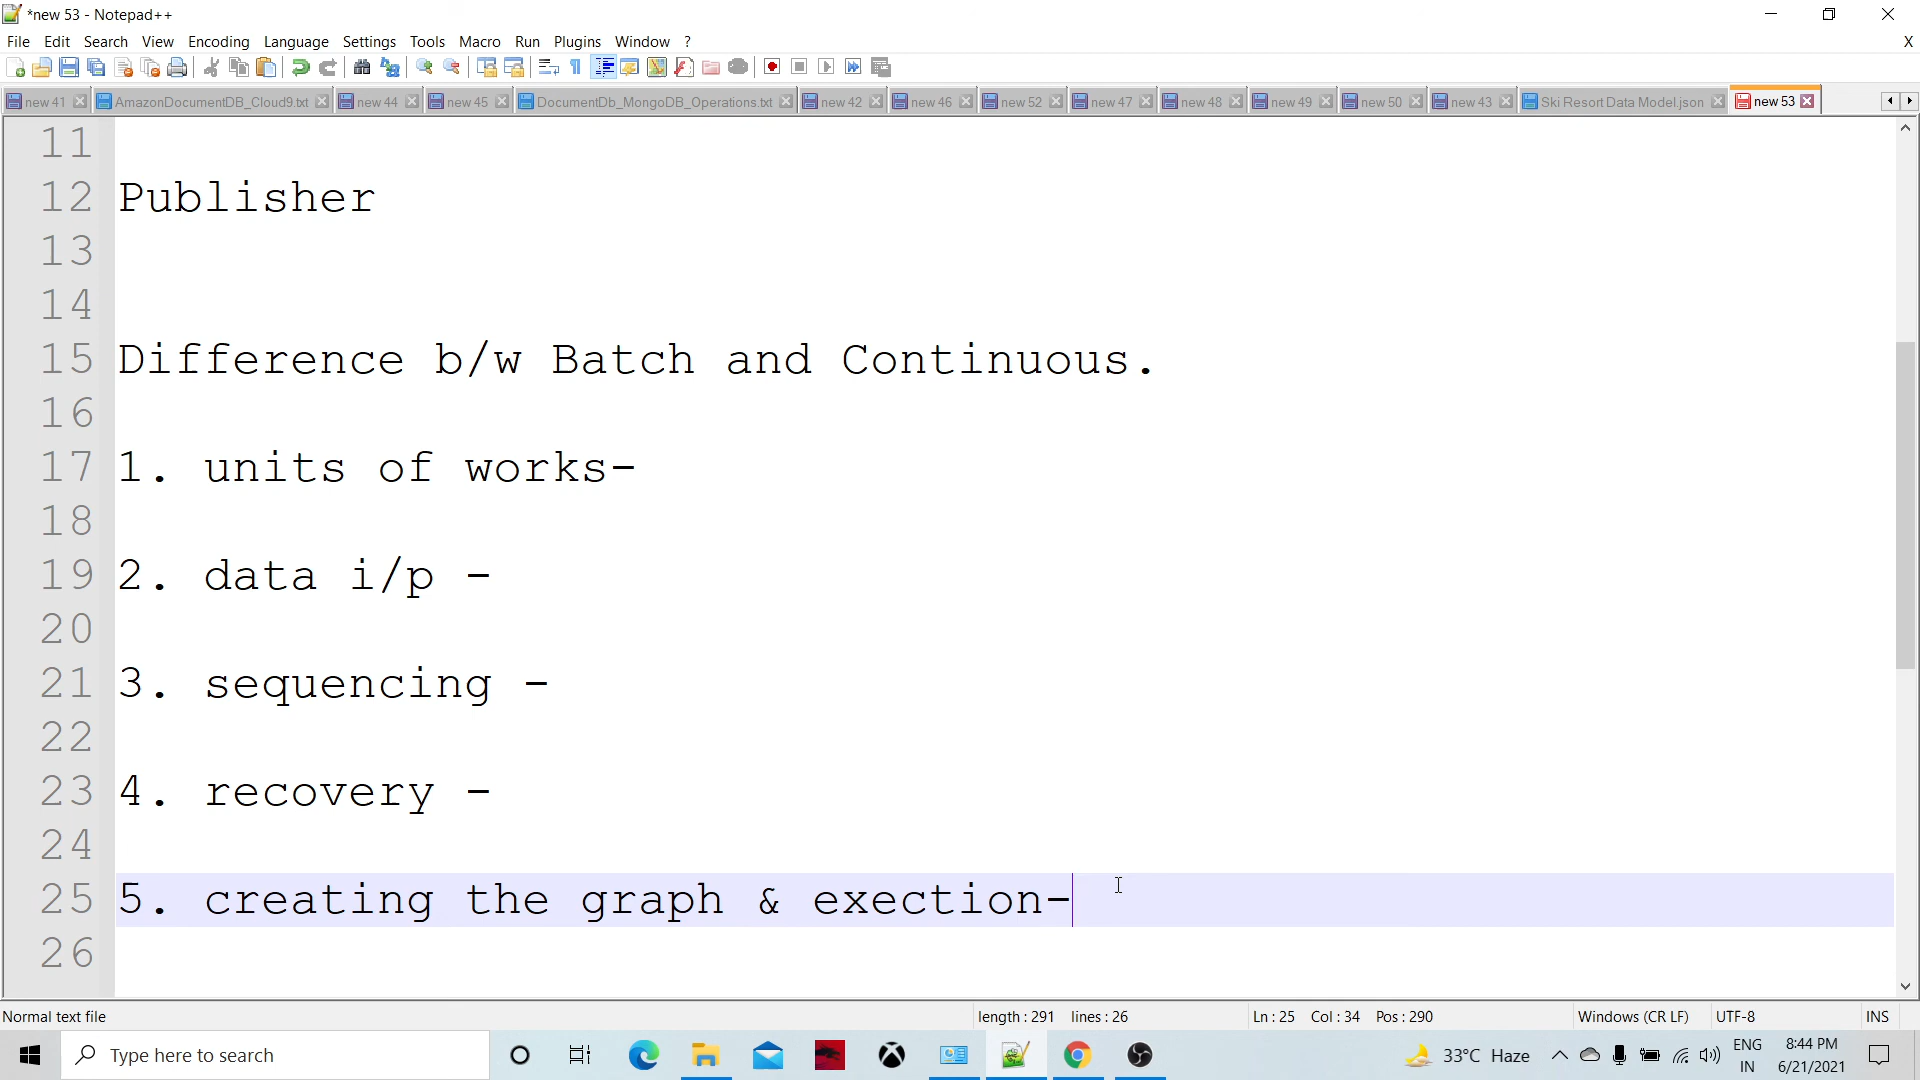 *new 53 - Notepad++
File Edit Search View Encoding Language Settings Tools Macro Run Plugins Window ? X
new 41 AmazonDocumentDB_Cloud9.txt new 44 new 45 DocumentDb_MongoDB_Operations.txt new 42 new 46 new 52 new 47 new 48 new 49 new 50 new 43 Ski Resort Data Model.json new 53
11
12 Publisher
13
14
15 Difference b/w Batch and Continuous.
16
17 1. units of works-
18
19 2. data i/p -
20
21 3. sequencing -
22
23 4. recovery -
24
25 5. creating the graph & exection-
26
Normal text file length : 291 lines : 26 Ln : 25 Col : 34 Pos : 290 Windows (CR LF) UTF-8 INS
Type here to search 33°C Haze ENG IN 8:44 PM 6/21/2021